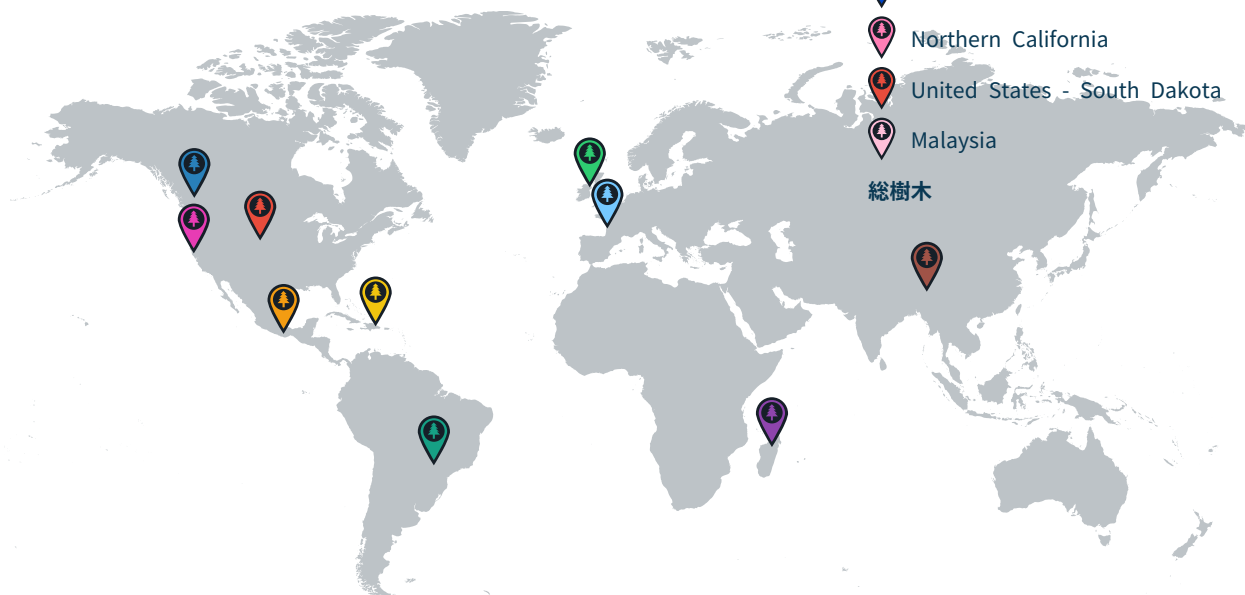 Northern California
United States - South Dakota
Malaysia
総樹木